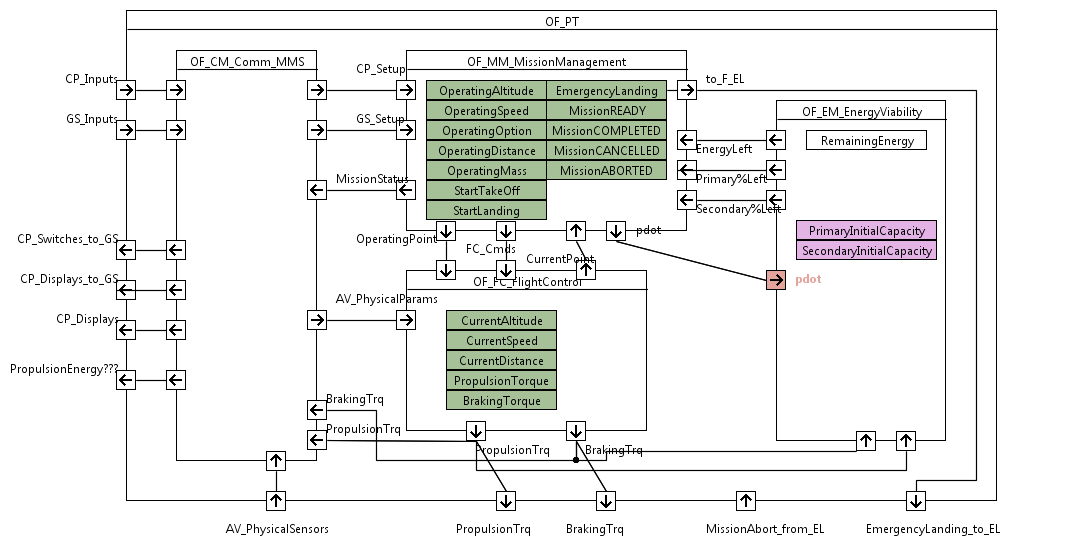 OF_PT
OF_CM_Comm_MMS
OF_MM_MissionManagement
CP_Inputs
CP_Setup
to_F_EL
OperatingAltitude
EmergencyLanding
OperatingSpeed
MissionREADY
OF_EM_EnergyViability
GS_Inputs
GS_Setup
OperatingOption
MissionCOMPLETED
RemainingEnergy
OperatingDistance
MissionCANCELLED
EnergyLeft
OperatingMass
MissionABORTED
MissionStatus
Primary%Left
StartTakeOff
StartLanding
Secondary%Left
CP_Switches_to_GS
OperatingPoint
FC_Cmds
CurrentPoint
pdot
PrimaryInitialCapacity
SecondaryInitialCapacity
CP_Displays_to_GS
OF_FC_FlightControl
pdot
AV_PhysicalParams
CP_Displays
CurrentAltitude
CurrentSpeed
CurrentDistance
PropulsionEnergy???
PropulsionTorque
BrakingTorque
BrakingTrq
PropulsionTrq
PropulsionTrq
BrakingTrq
AV_PhysicalSensors
PropulsionTrq
BrakingTrq
MissionAbort_from_EL
EmergencyLanding_to_EL